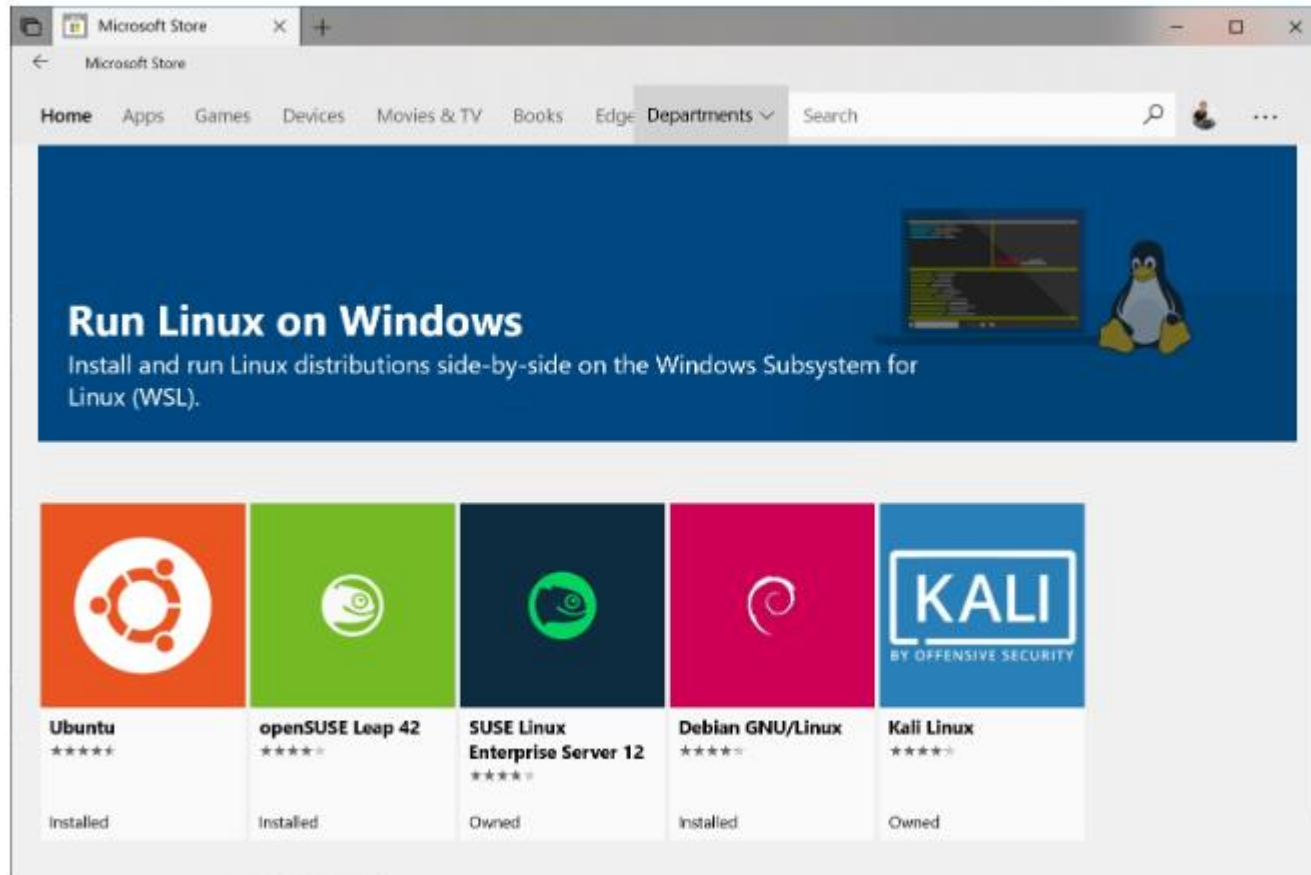 Microsoft Store
Microsoft Store
Home Apps Games Devices Movies & TV Books Edge Departments Search
Run Linux on Windows
Install and run Linux distributions side-by-side on the Windows Subsystem for
Linux (WSL).
KALI
BY OFFENSIVE SECURITY
Ubuntu
Installed
openSUSE Leap 42
Installed
SUSE Linux
Enterprise Server 12
Owned
Debian GNU/Linux
Installed
Kali Linux
Owned